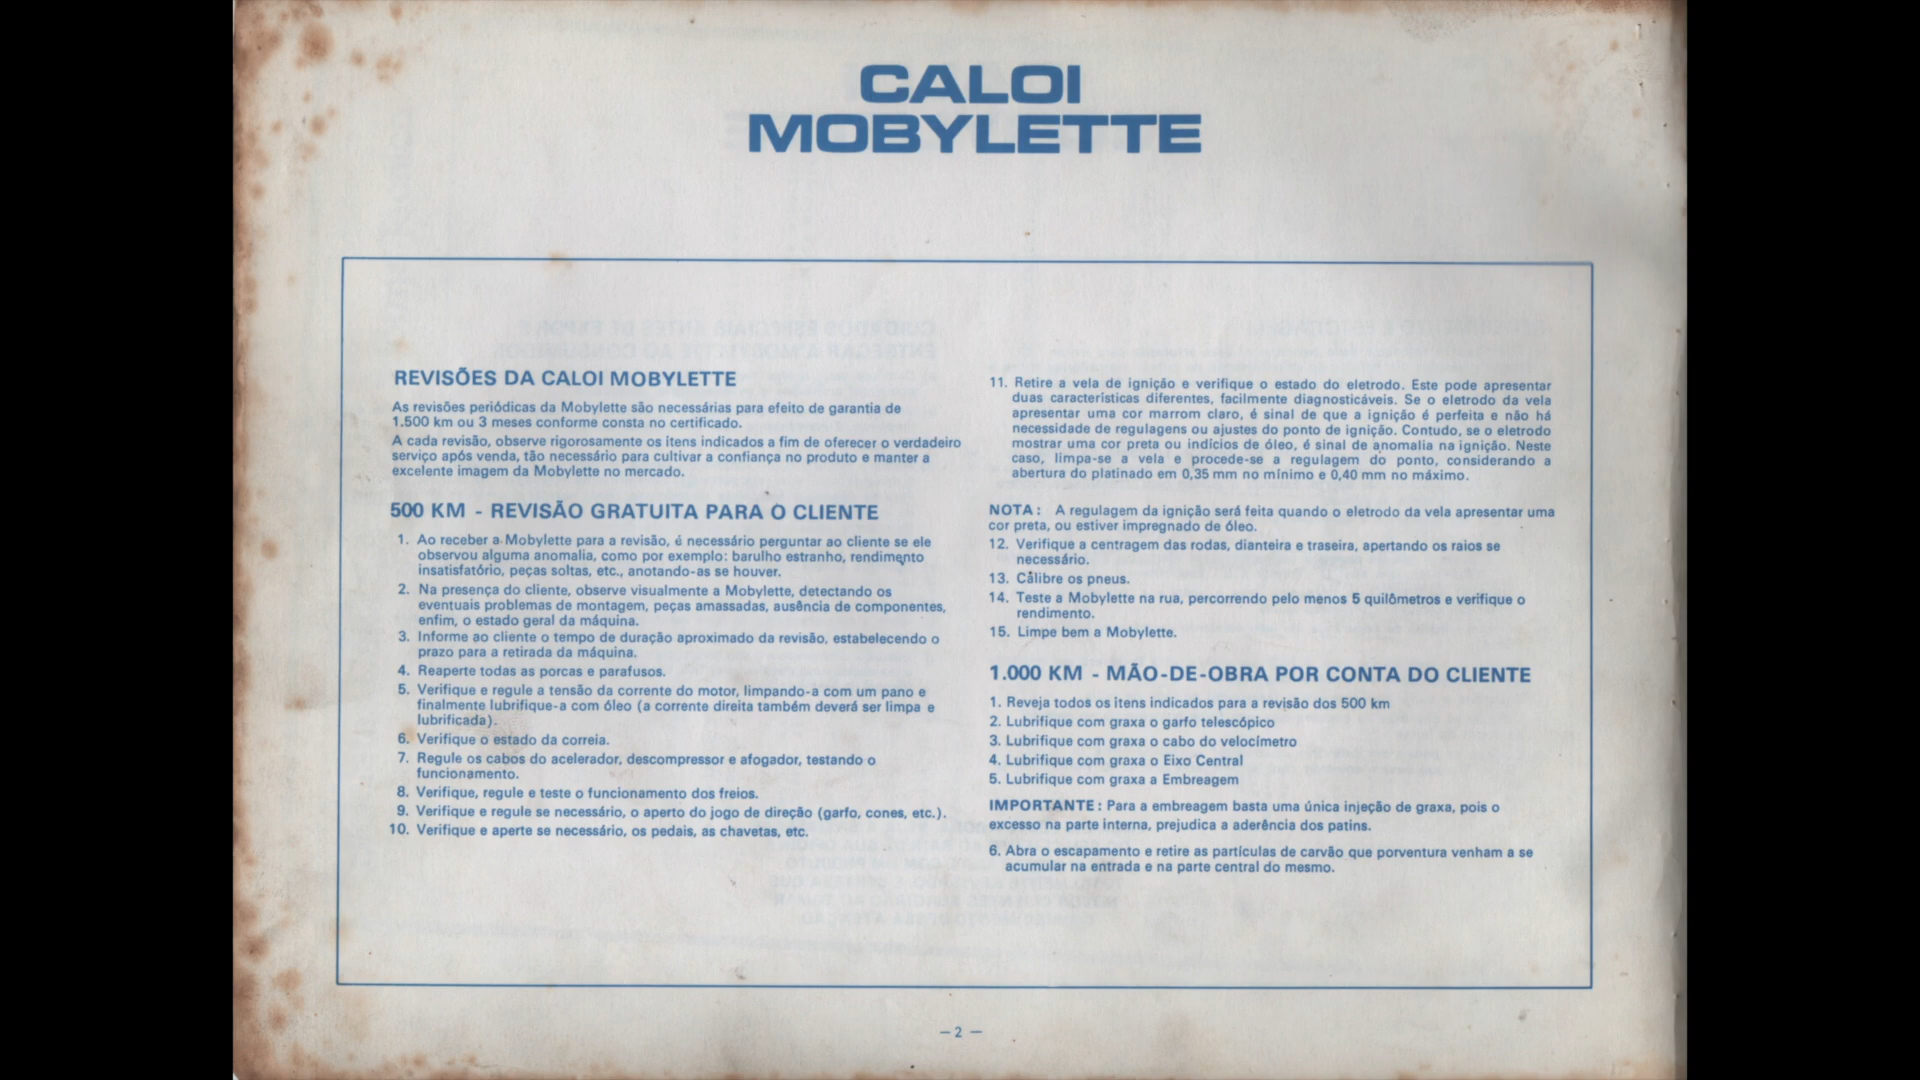 CALOI
MOBYLETTE
REVISÕES DA CALOI MOBYLETTE
As revisões periódicas da Mobylette são necessárias para efeito de garantia de
1.500 km ou 3 meses conforme consta no certificado.
A cada revisão, observe rigorosamente os itens indicados a fim de oferecer o verdadeiro
serviço após venda, tão necessário para cultivar a confiança no produto e manter a
excelente imagem da Mobylette no mercado.
500 KM - REVISÃO GRATUITA PARA O CLIENTE
1. Ao receber a Mobylette para a revisão, é necessário perguntar ao cliente se ele
observou alguma anomalia, como por exemplo: barulho estranho, rendimento
insatisfatório, peças soltas, etc., anotando-as se houver.
2. Na presença do cliente, observe visualmente a Mobylette, detectando os
eventuais problemas de montagem, peças amassadas, ausência de componentes,
enfim, o estado geral da máquina.
3. Informe ao cliente o tempo de duração aproximado da revisão, estabelecendo o
prazo para a retirada da máquina.
4. Reaperte todas as porcas e parafusos.
5. Verifique e regule a tensão da corrente do motor, limpando-a com um pano e
finalmente lubrifique-a com óleo (a corrente direita também deverá ser limpa e
lubrificada).
6. Verifique o estado da correia.
7. Regule os cabos do acelerador, descompressor e afogador, testando o
funcionamento.
8. Verifique, regule e teste o funcionamento dos freios.
9. Verifique e regule se necessário, o aperto do jogo de direção (garfo, cones, etc.).
10. Verifique e aperte se necessário, os pedais, as chavetas, etc.
11. Retire a vela de ignição e verifique o estado do eletrodo. Este pode apresentar
duas características diferentes, facilmente diagnosticáveis. Se o eletrodo da vela
apresentar uma cor marrom claro, é sinal de que a ignição é perfeita e não há
necessidade de regulagens ou ajustes do ponto de ignição. Contudo, se o eletrodo
mostrar uma cor preta ou indícios de óleo, é sinal de anomalia na ignição. Neste
caso, limpa-se a vela e procede-se a regulagem do ponto, considerando a
abertura do platinado em 0,35 mm no mínimo e 0,40 mm no máximo.
NOTA: A regulagem da ignição será feita quando o eletrodo da vela apresentar uma
cor preta, ou estiver impregnado de óleo.
12. Verifique a centragem das rodas, dianteira e traseira, apertando os raios se
necessário.
13. Calibre os pneus.
14. Teste a Mobylette na rua, percorrendo pelo menos 5 quilômetros e verifique o
rendimento.
15. Limpe bem a Mobylette.
1.000 KM - MÃO-DE-OBRA POR CONTA DO CLIENTE
1. Reveja todos os itens indicados para a revisão dos 500 km
2. Lubrifique com graxa o garfo telescópico
3. Lubrifique com graxa o cabo do velocímetro
4. Lubrifique com graxa o Eixo Central
5. Lubrifique com graxa a Embreagem
IMPORTANTE: Para a embreagem basta uma única injeção de graxa, pois o
excesso na parte interna, prejudica a aderência dos patins.
6. Abra o escapamento e retire as partículas de carvão que porventura venham a se
acumular na entrada e na parte central do mesmo.
— 2 —